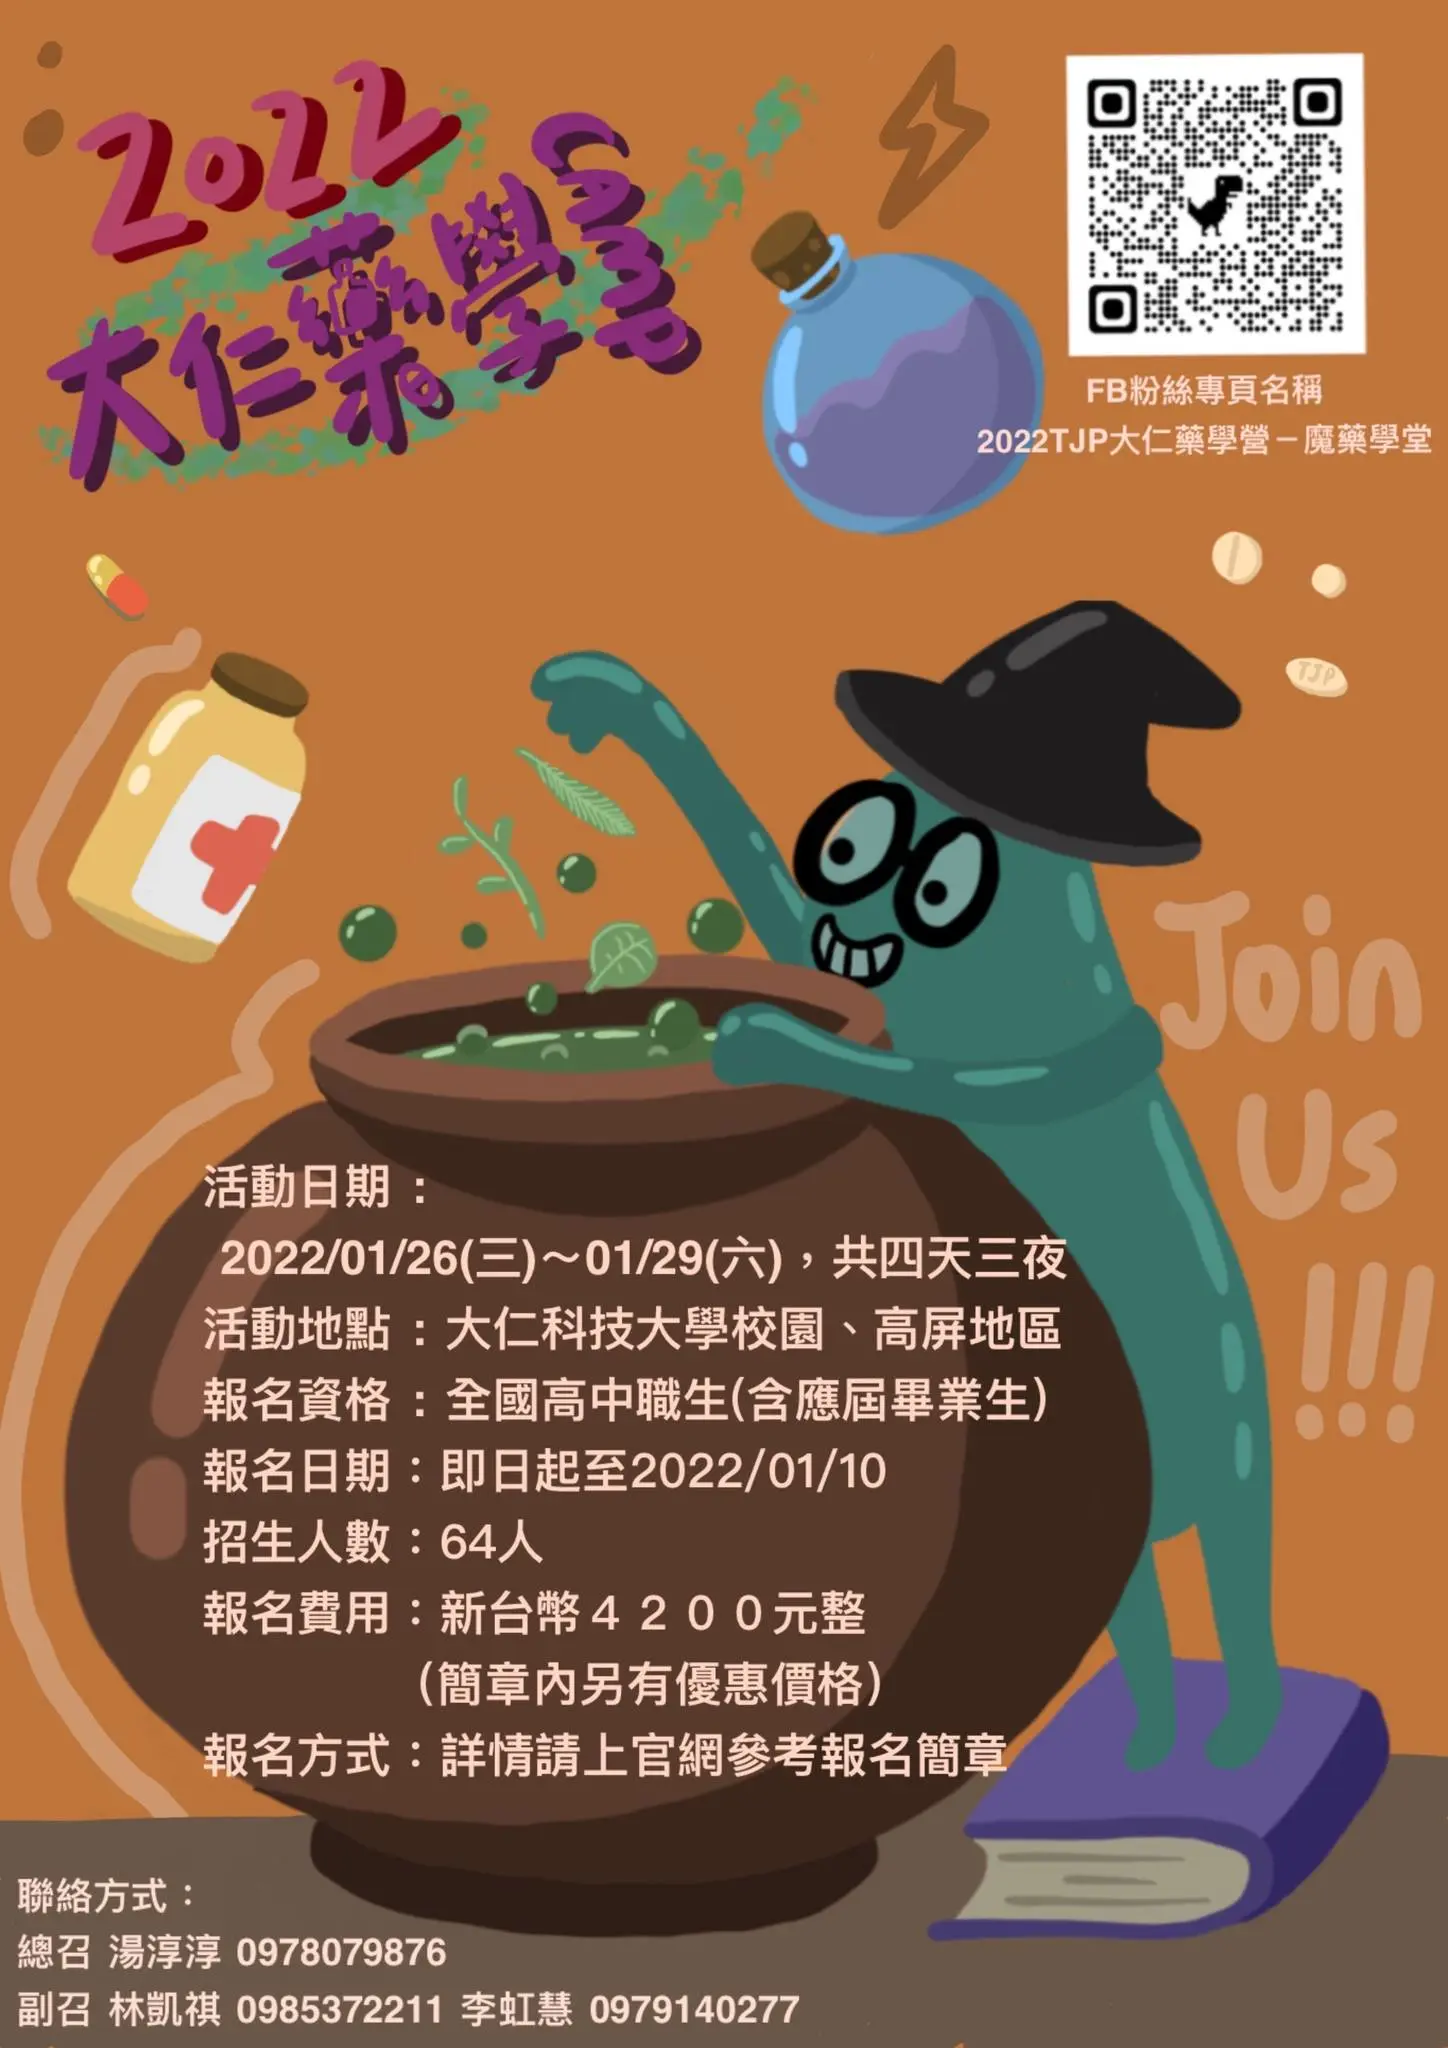 2022
大仁藥學營
FB粉絲專頁名稱
2022TJP大仁藥學營－魔藥學堂
TJP
Join
Us
!!!
活動日期：
2022/01/26(三)～01/29(六)，共四天三夜
活動地點：大仁科技大學校園、高屏地區
報名資格：全國高中職生(含應屆畢業生)
報名日期：即日起至2022/01/10
招生人數：64人
報名費用：新台幣４２００元整
（簡章內另有優惠價格）
報名方式：詳情請上官網參考報名簡章
聯絡方式：
總召 湯淳淳 0978079876
副召 林凱祺 0985372211 李虹慧 0979140277